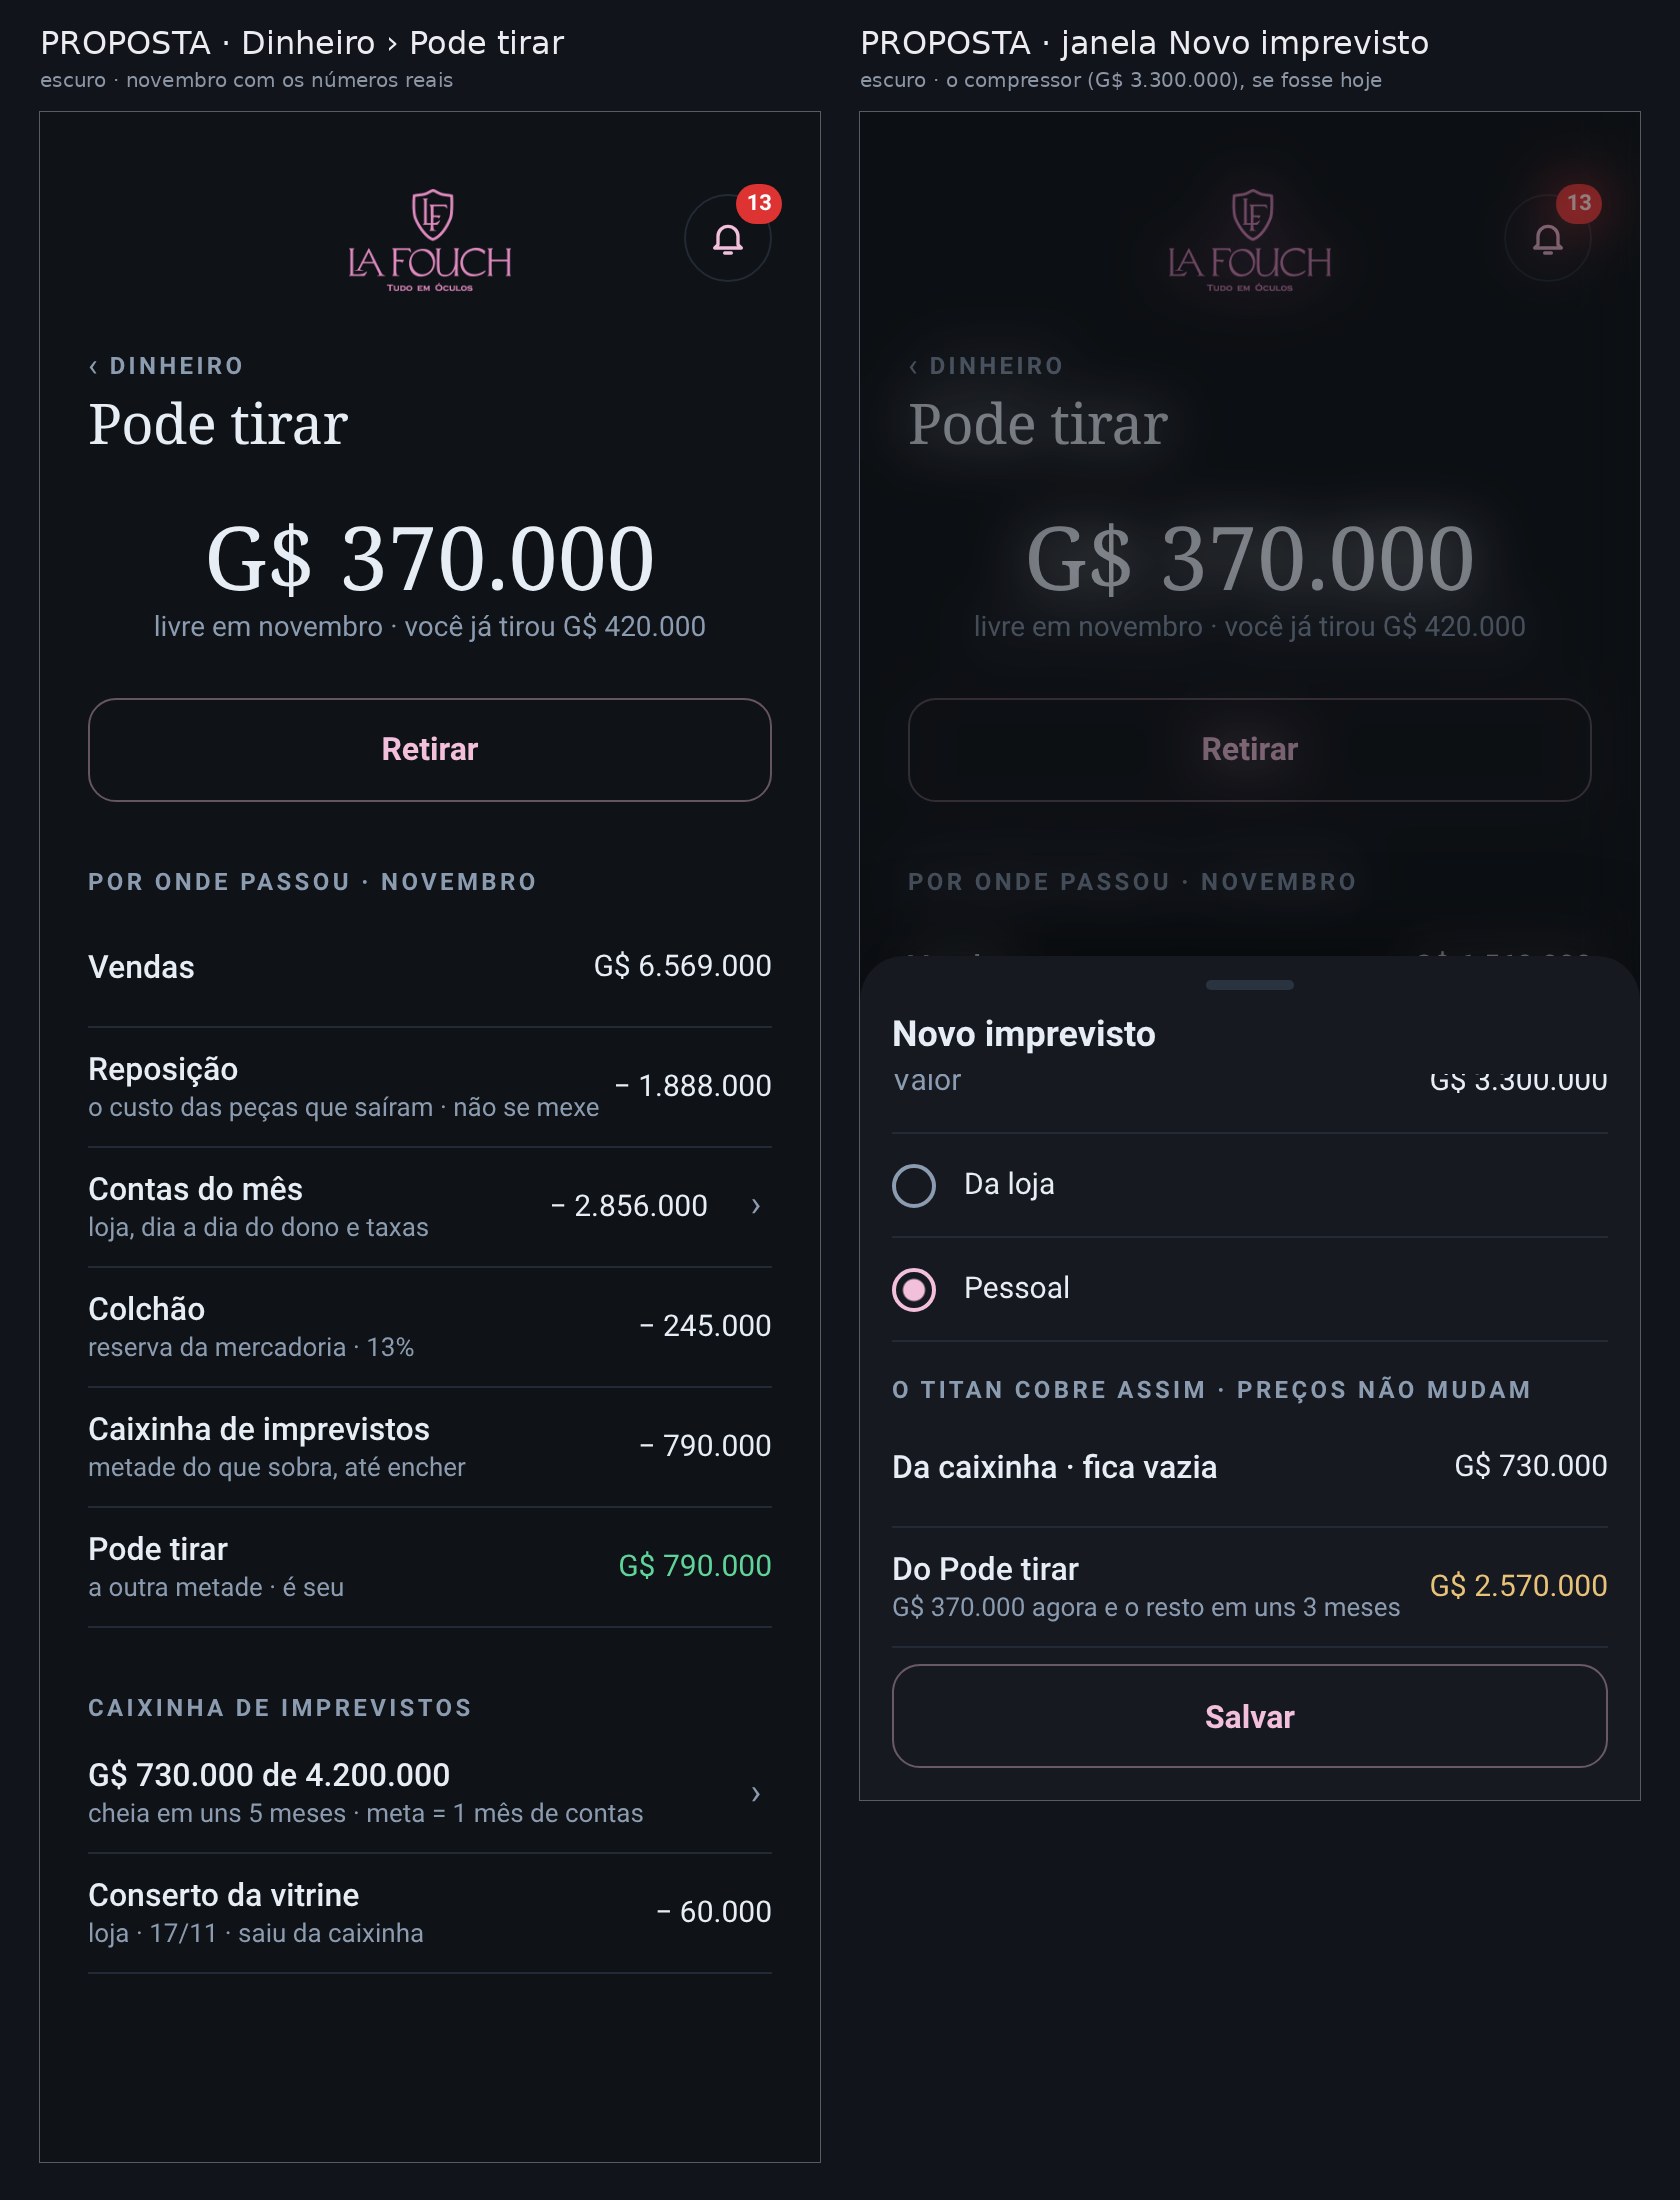 PROPOSTA · Dinheiro › Pode tirar
escuro · novembro com os números reais
13
LF
LA FOUCH
TUDO EM ÓCULOS
‹ DINHEIRO
Pode tirar
G$ 370.000
livre em novembro · você já tirou G$ 420.000
Retirar
POR ONDE PASSOU · NOVEMBRO
Vendas G$ 6.569.000
Reposição − 1.888.000
o custo das peças que saíram · não se mexe
Contas do mês − 2.856.000 ›
loja, dia a dia do dono e taxas
Colchão − 245.000
reserva da mercadoria · 13%
Caixinha de imprevistos − 790.000
metade do que sobra, até encher
Pode tirar G$ 790.000
a outra metade · é seu
CAIXINHA DE IMPREVISTOS
G$ 730.000 de 4.200.000 ›
cheia em uns 5 meses · meta = 1 mês de contas
Conserto da vitrine − 60.000
loja · 17/11 · saiu da caixinha
PROPOSTA · janela Novo imprevisto
escuro · o compressor (G$ 3.300.000), se fosse hoje
13
LF
LA FOUCH
TUDO EM ÓCULOS
‹ DINHEIRO
Pode tirar
G$ 370.000
livre em novembro · você já tirou G$ 420.000
Retirar
POR ONDE PASSOU · NOVEMBRO
Novo imprevisto
Valor G$ 3.300.000
Da loja
Pessoal
O TITAN COBRE ASSIM · PREÇOS NÃO MUDAM
Da caixinha · fica vazia G$ 730.000
Do Pode tirar G$ 2.570.000
G$ 370.000 agora e o resto em uns 3 meses
Salvar